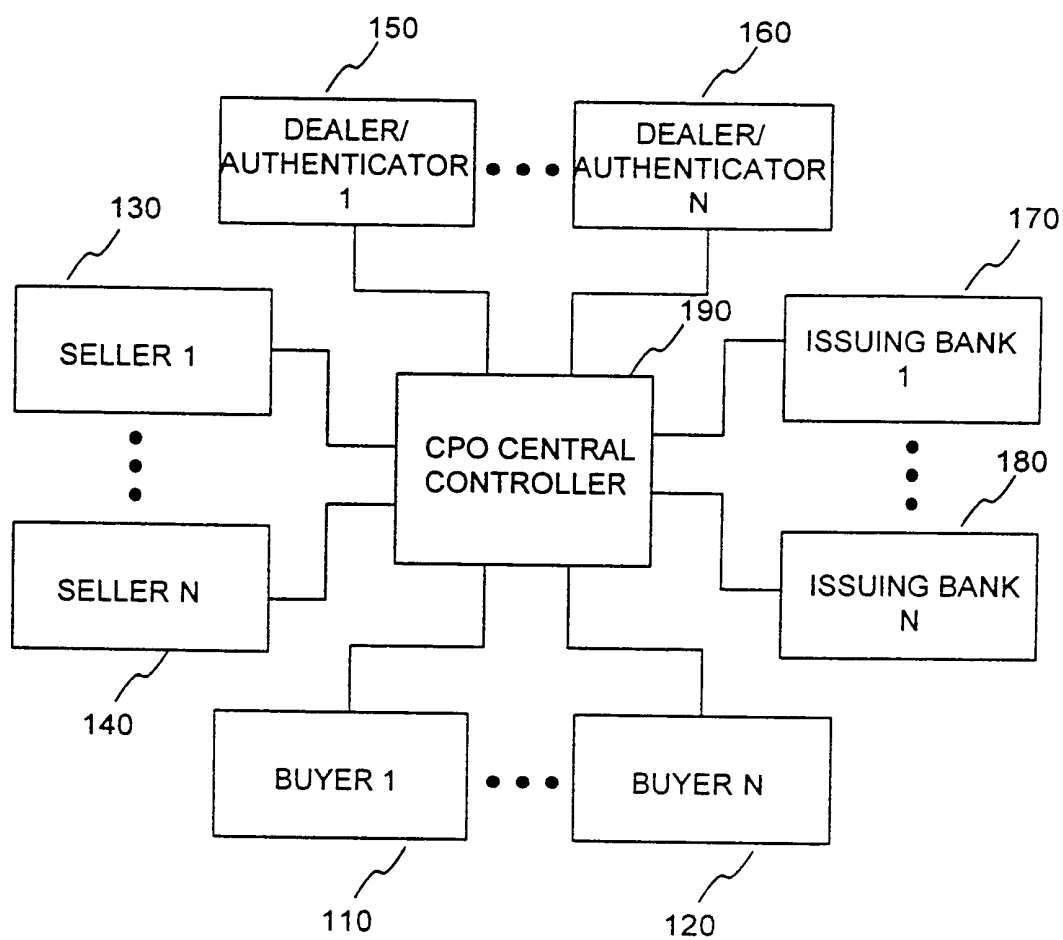 150
160
DEALER/
AUTHENTICATOR
1
DEALER/
AUTHENTICATOR
N
130
170
190
SELLER 1
ISSUING BANK
1
CPO CENTRAL
CONTROLLER
180
SELLER N
ISSUING BANK
N
140
BUYER 1
BUYER N
110
120